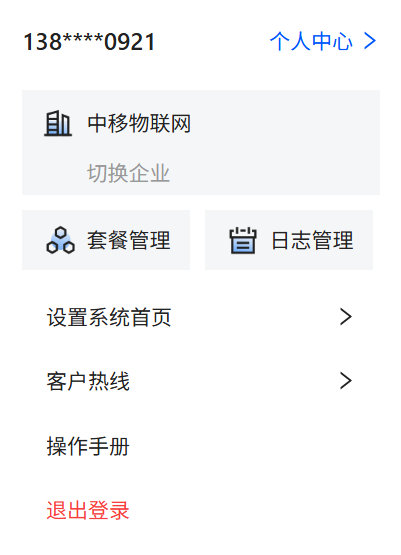 138****0921 个人中心
中移物联网
切换企业
套餐管理 日志管理
设置系统首页
客户热线
操作手册
退出登录